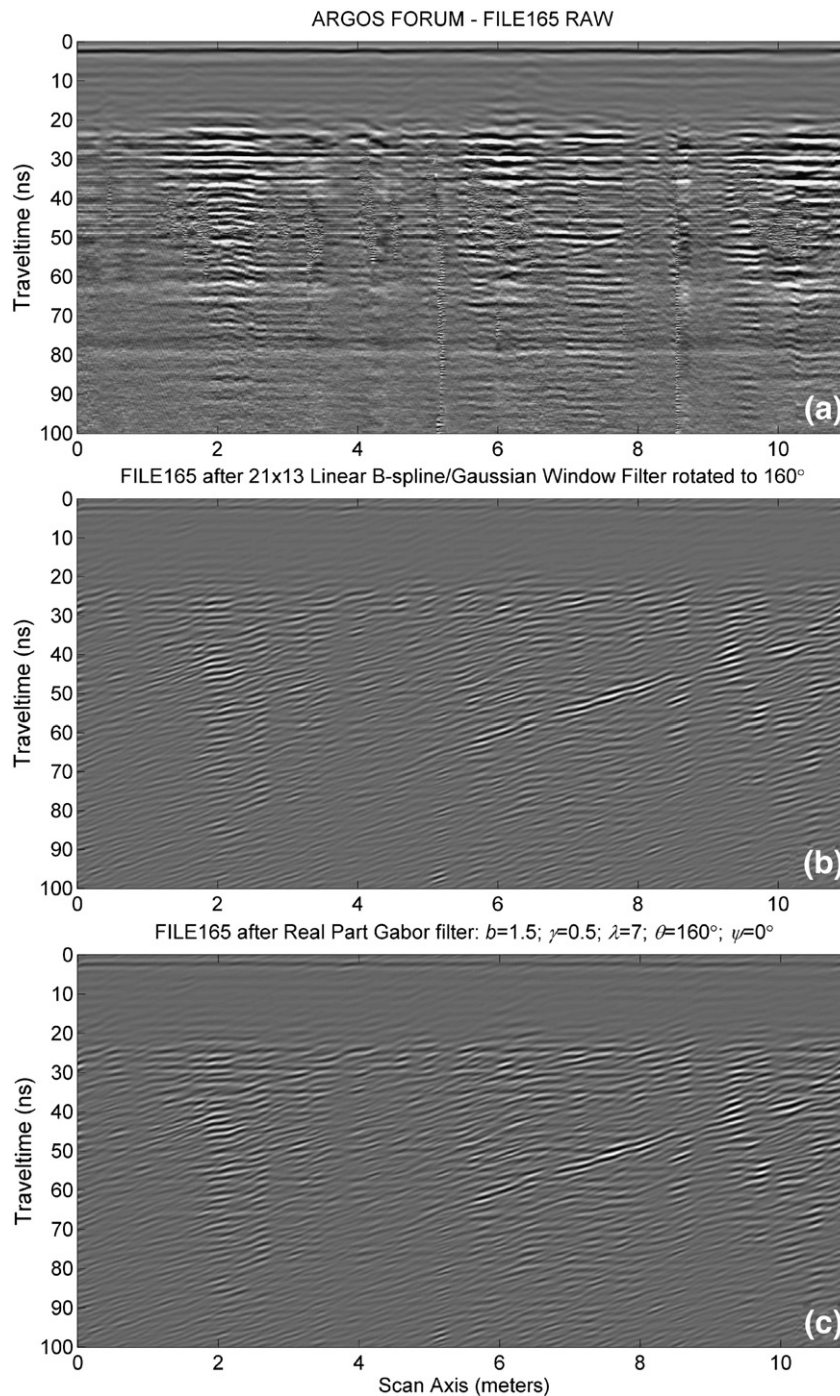 ARGOS FORUM - FILE165 RAW
0
10
20
30
40
50
60
70
80
90
100
Traveltime (ns)
(a)
0 2 4 6 8 10
FILE165 after 21x13 Linear B-spline/Gaussian Window Filter rotated to 160°
0
10
20
30
40
50
60
70
80
90
100
Traveltime (ns)
(b)
0 2 4 6 8 10
FILE165 after Real Part Gabor filter: b=1.5; γ=0.5; λ=7; θ=160°; ψ=0°
0
10
20
30
40
50
60
70
80
90
100
Traveltime (ns)
(c)
0 2 4 6 8 10
Scan Axis (meters)